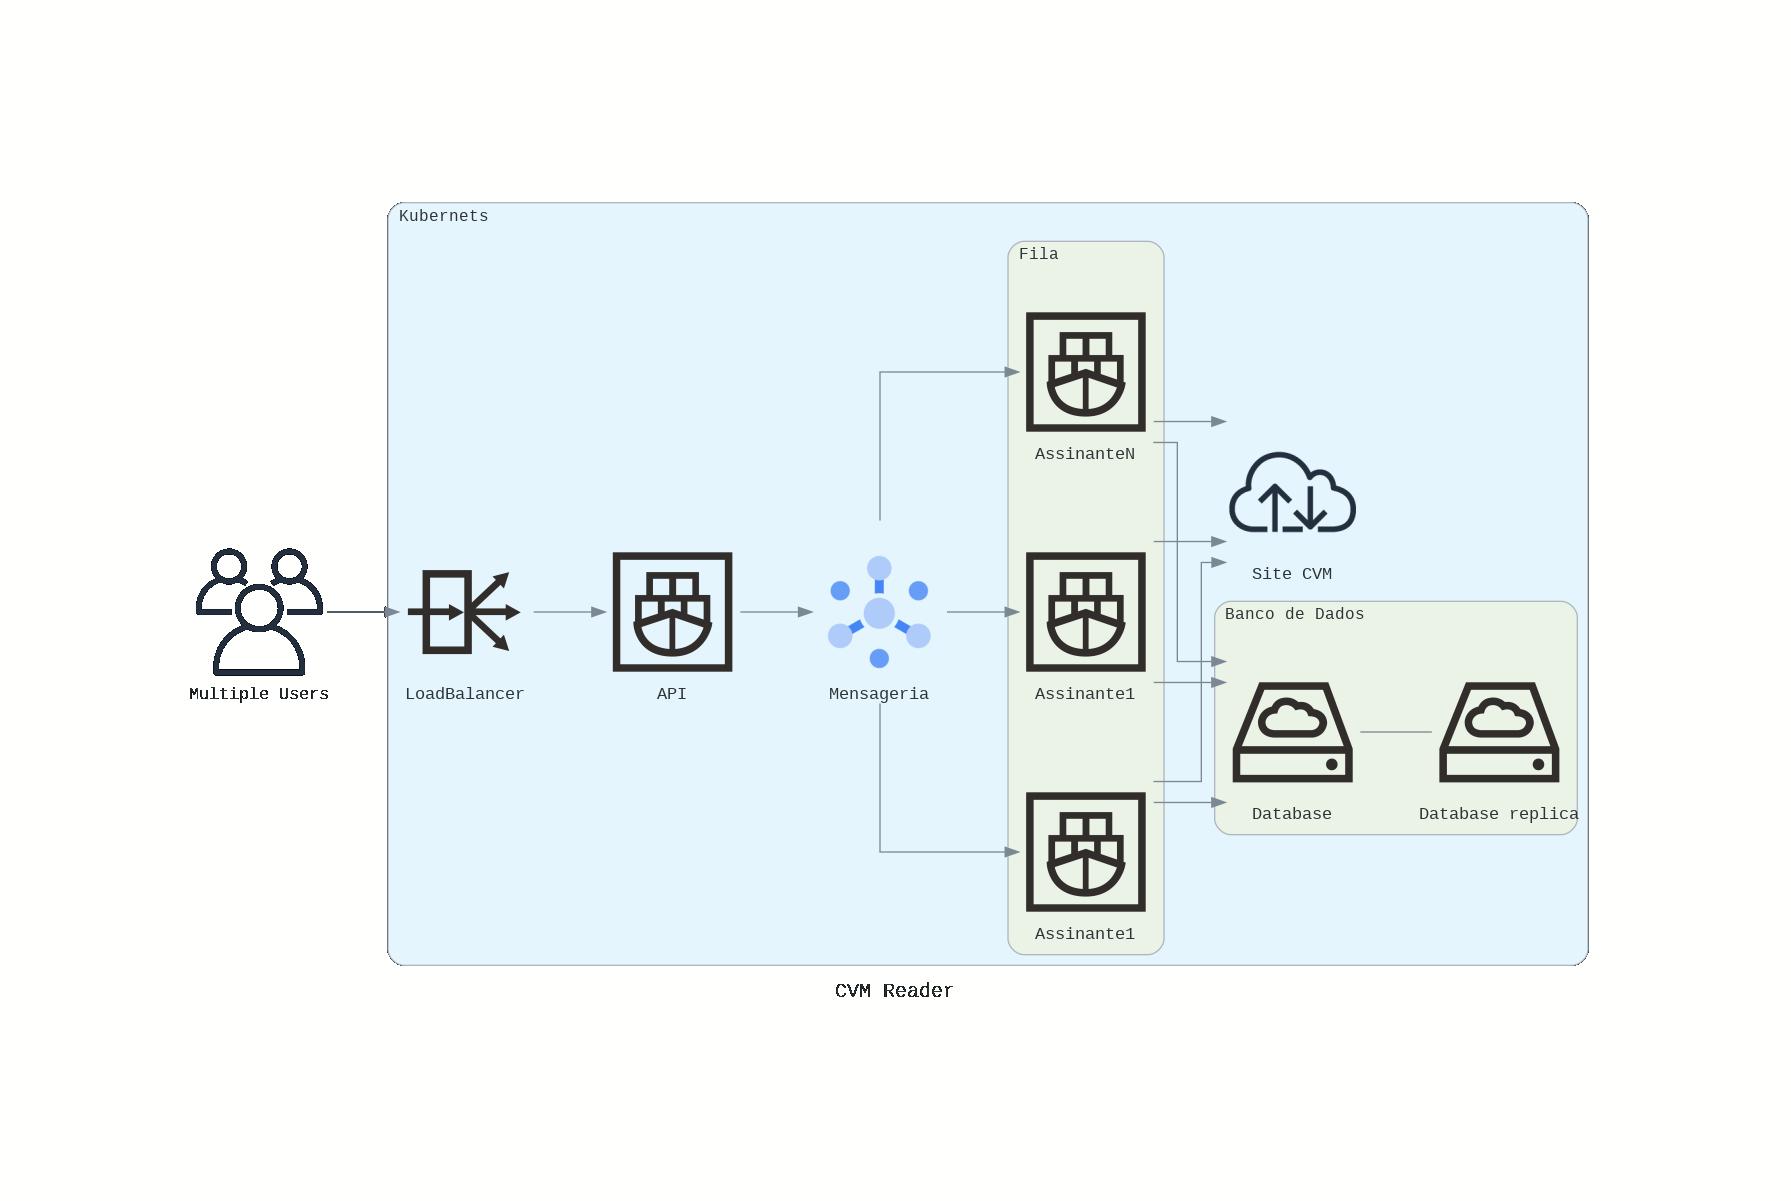 Kubernets
Fila
AssinanteN
Site CVM
Banco de Dados
Multiple Users
LoadBalancer
API
Mensageria
Assinante1
Database
Database replica
Assinante1
CVM Reader